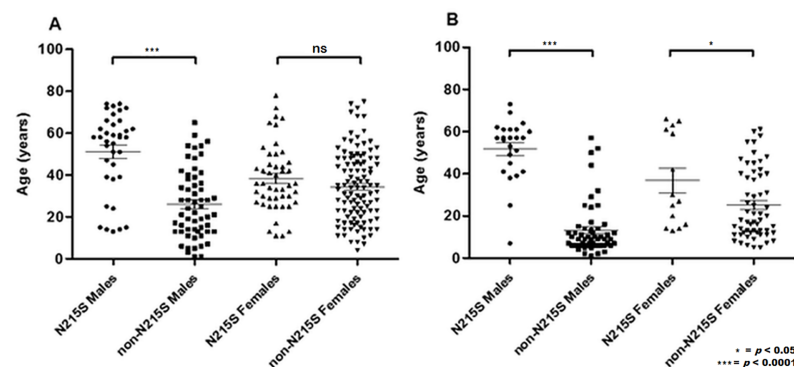 A
***
ns
100
80
60
40
20
0
Age (years)
N215S Males
non-N215S Males
N215S Females
non-N215S Females
B
***
*
100
80
60
40
20
0
Age (years)
N215S Males
non-N215S Males
N215S Females
non-N215S Females
* = p < 0.05
*** = p < 0.0001